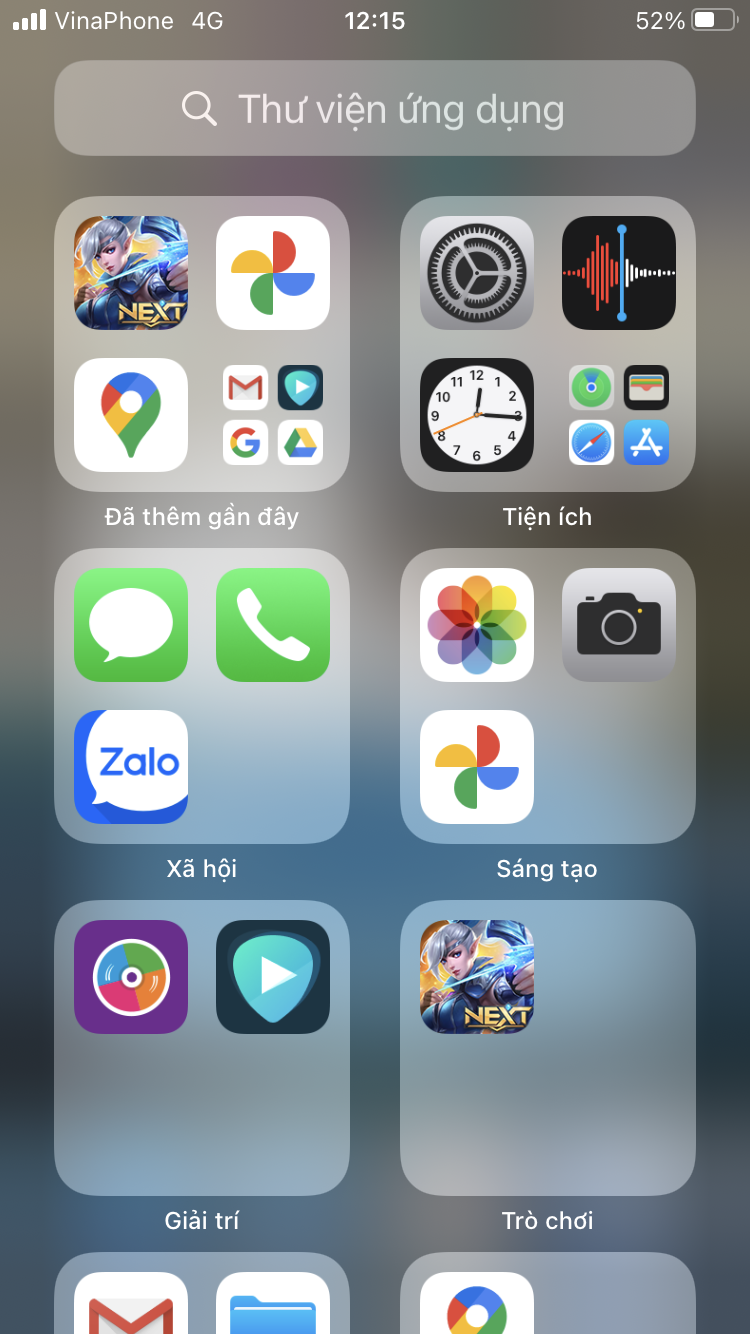 VinaPhone 4G 12:15 52%
Thư viện ứng dụng
NEXT
12 1 2 3 4 5 6 7 8 9 10 11
Đã thêm gần đây
Tiện ích
Zalo
Xã hội
Sáng tạo
NEXT
Giải trí
Trò chơi